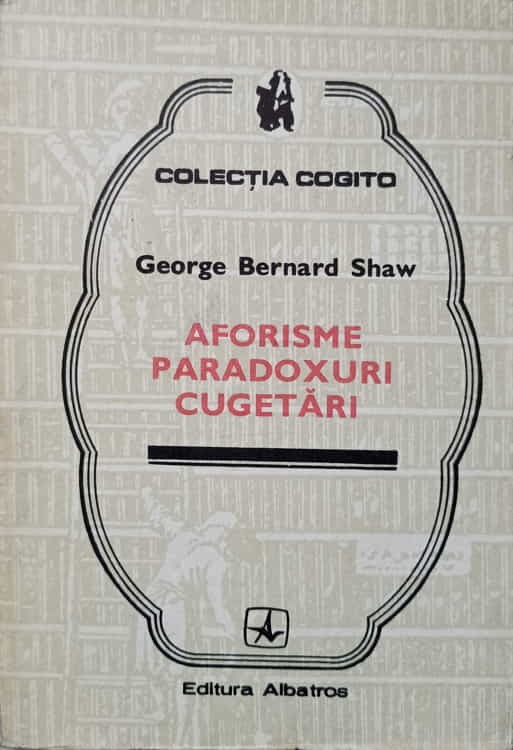 COLECȚIA COGITO
George Bernard Shaw
AFORISME
PARADOXURI
CUGETĂRI
Editura Albatros